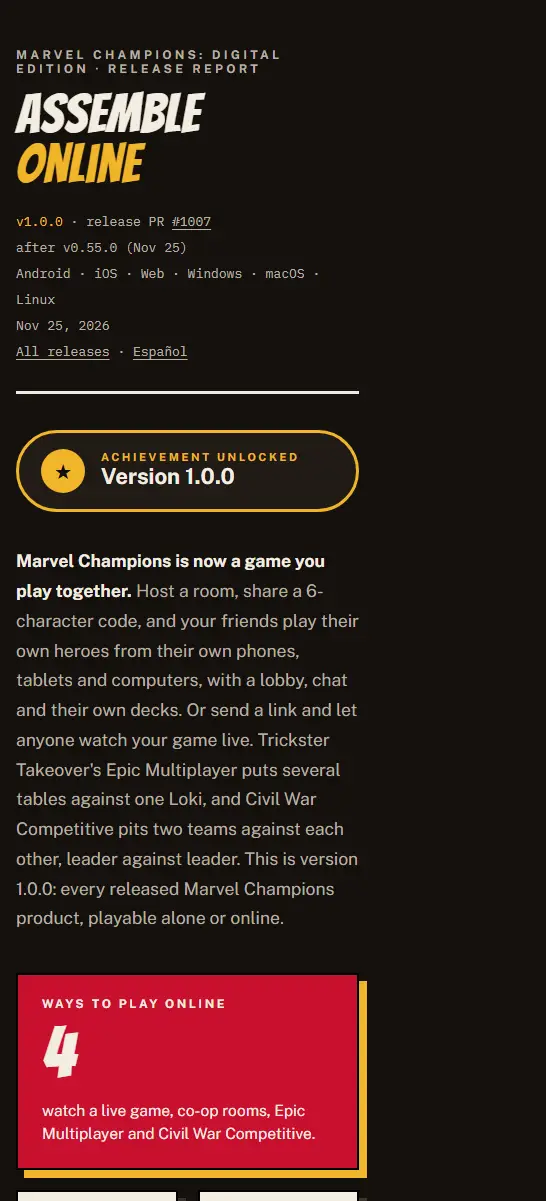 MARVEL CHAMPIONS: DIGITAL
EDITION · RELEASE REPORT
ASSEMBLE
ONLINE
v1.0.0 · release PR #1007
after v0.55.0 (Nov 25)
Android · iOS · Web · Windows · macOS ·
Linux
Nov 25, 2026
All releases · Español
★ ACHIEVEMENT UNLOCKED
Version 1.0.0
Marvel Champions is now a game you
play together. Host a room, share a 6-
character code, and your friends play their
own heroes from their own phones,
tablets and computers, with a lobby, chat
and their own decks. Or send a link and let
anyone watch your game live. Trickster
Takeover's Epic Multiplayer puts several
tables against one Loki, and Civil War
Competitive pits two teams against each
other, leader against leader. This is version
1.0.0: every released Marvel Champions
product, playable alone or online.
WAYS TO PLAY ONLINE
4
watch a live game, co-op rooms, Epic
Multiplayer and Civil War Competitive.